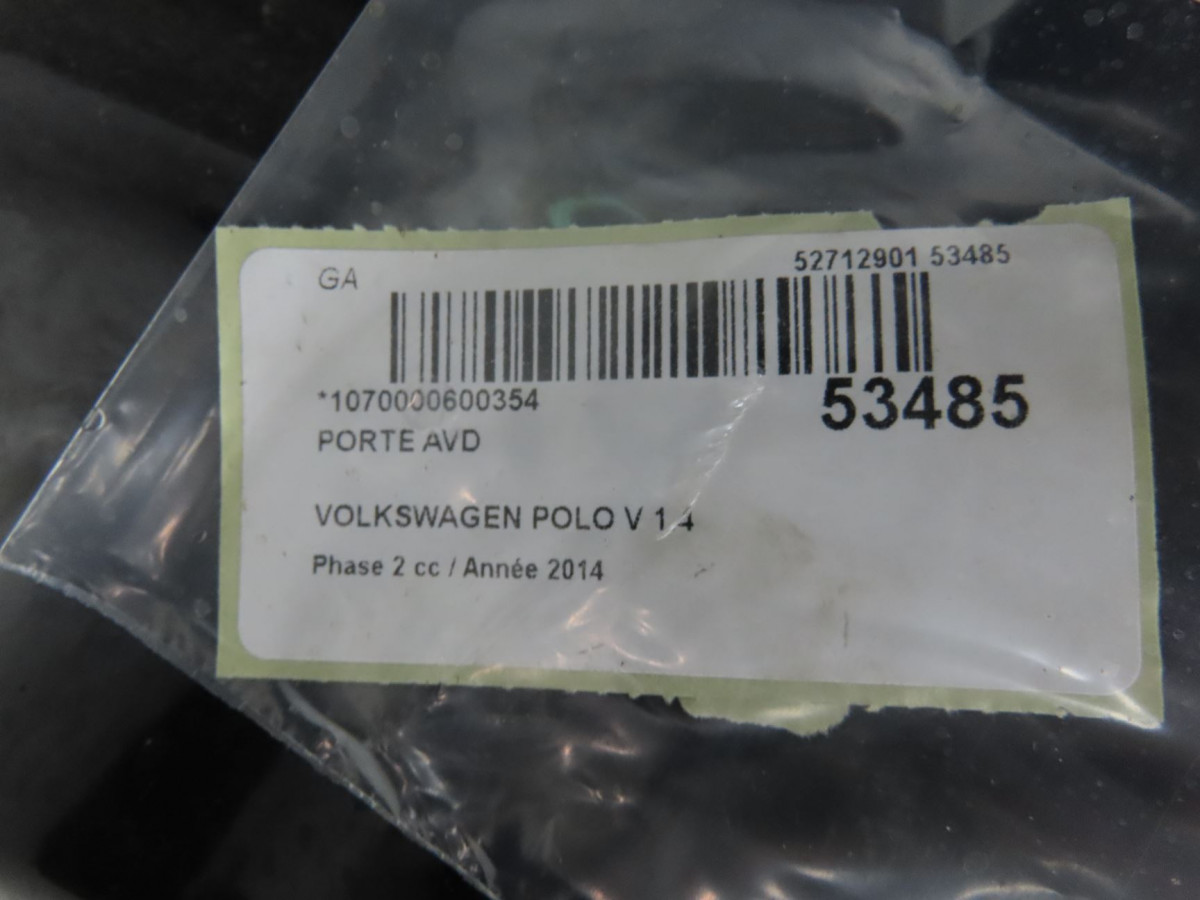 GA
52712901 53485
*1070000600354
53485
PORTE AVD
VOLKSWAGEN POLO V 1.4
Phase 2 cc / Année 2014